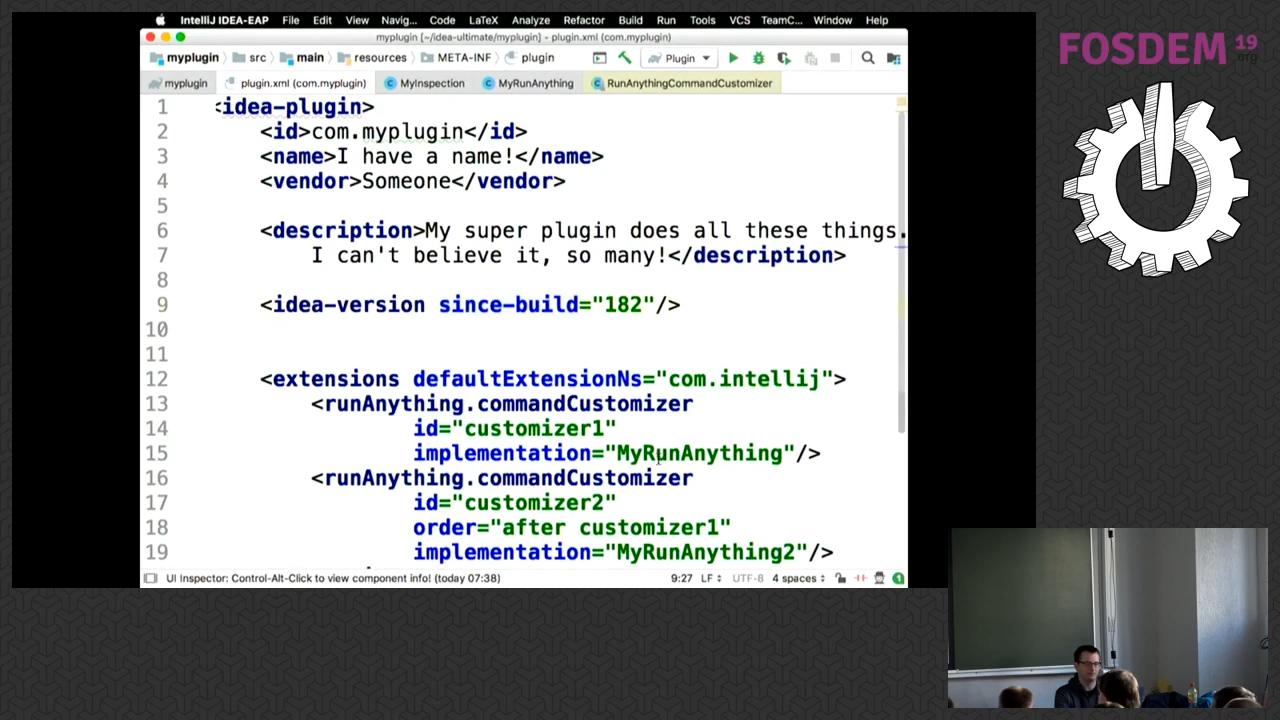 IntelliJ IDEA-EAP File Edit View Navig... Code LaTeX Analyze Refactor Build Run Tools VCS TeamC... Window Help
myplugin [~/idea-ultimate/myplugin] - plugin.xml (com.myplugin)
myplugin src main resources META-INF plugin Plugin
myplugin plugin.xml (com.myplugin) MyInspection MyRunAnything RunAnythingCommandCustomizer
1 <idea-plugin>
2 <id>com.myplugin</id>
3 <name>I have a name!</name>
4 <vendor>Someone</vendor>
5
6 <description>My super plugin does all these things.
7 I can't believe it, so many!</description>
8
9 <idea-version since-build="182"/>
10
11
12 <extensions defaultExtensionNs="com.intellij">
13 <runAnything.commandCustomizer
14 id="customizer1"
15 implementation="MyRunAnything"/>
16 <runAnything.commandCustomizer
17 id="customizer2"
18 order="after customizer1"
19 implementation="MyRunAnything2"/>
UI Inspector: Control-Alt-Click to view component info! (today 07:38) 9:27 LF UTF-8 4 spaces 1
FOSDEM 19
.org